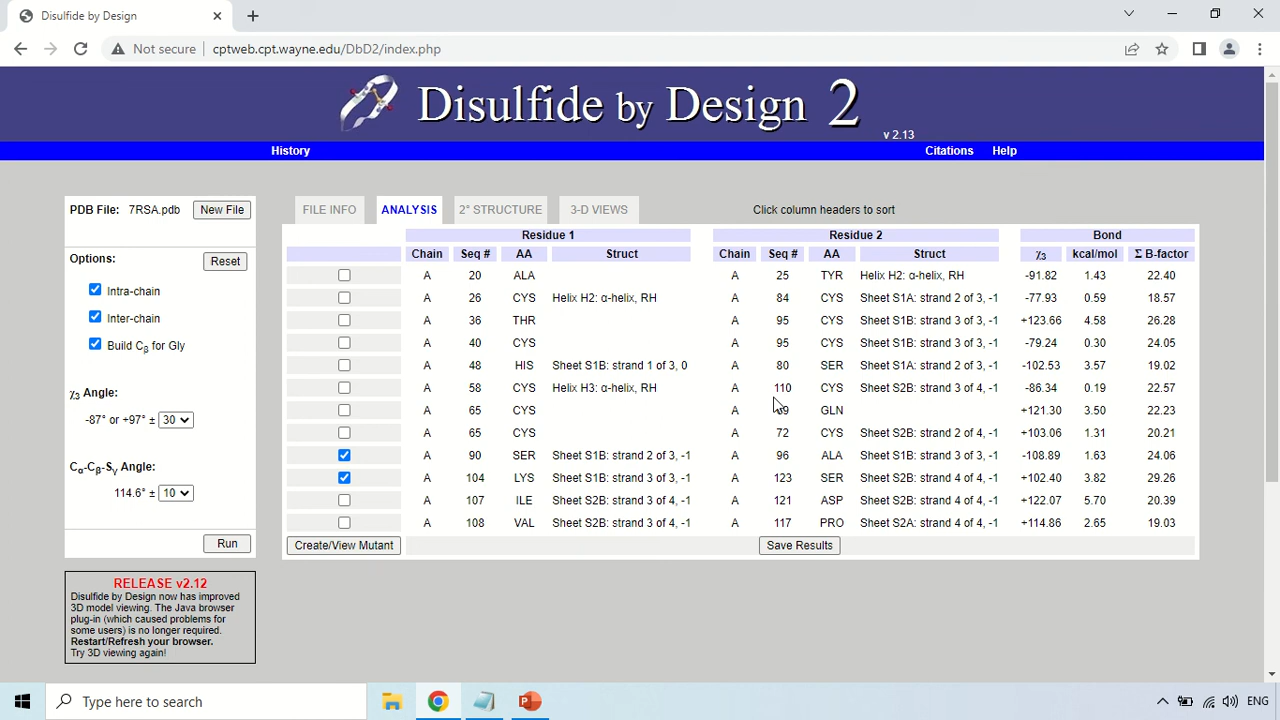 Disulfide by Design
Not secure
cptweb.cpt.wayne.edu/DbD2/index.php
Disulfide by Design 2
v 2.13
History
Citations
Help
PDB File: 7RSA.pdb New File
FILE INFO ANALYSIS 2° STRUCTURE 3-D VIEWS Click column headers to sort
Options: Reset
Intra-chain
Inter-chain
Build Cβ for Gly
χ3 Angle:
-87° or +97° ± 30
Cα-Cβ-Sγ Angle:
114.6° ± 10
Run
RELEASE v2.12
Disulfide by Design now has improved
3D model viewing. The Java browser
plug-in (which caused problems for
some users) is no longer required.
Restart/Refresh your browser.
Try 3D viewing again!
Residue 1 Residue 2 Bond
Chain Seq # AA Struct Chain Seq # AA Struct χ3 kcal/mol Σ B-factor
A 20 ALA A 25 TYR Helix H2: α-helix, RH -91.82 1.43 22.40
A 26 CYS Helix H2: α-helix, RH A 84 CYS Sheet S1A: strand 2 of 3, -1 -77.93 0.59 18.57
A 36 THR A 95 CYS Sheet S1B: strand 3 of 3, -1 +123.66 4.58 26.28
A 40 CYS A 95 CYS Sheet S1B: strand 3 of 3, -1 -79.24 0.30 24.05
A 48 HIS Sheet S1B: strand 1 of 3, 0 A 80 SER Sheet S1A: strand 2 of 3, -1 -102.53 3.57 19.02
A 58 CYS Helix H3: α-helix, RH A 110 CYS Sheet S2B: strand 3 of 4, -1 -86.34 0.19 22.57
A 65 CYS A GLN +121.30 3.50 22.23
A 65 CYS A 72 CYS Sheet S2B: strand 2 of 4, -1 +103.06 1.31 20.21
A 90 SER Sheet S1B: strand 2 of 3, -1 A 96 ALA Sheet S1B: strand 3 of 3, -1 -108.89 1.63 24.06
A 104 LYS Sheet S1B: strand 3 of 3, -1 A 123 SER Sheet S2B: strand 4 of 4, -1 +102.40 3.82 29.26
A 107 ILE Sheet S2B: strand 3 of 4, -1 A 121 ASP Sheet S2B: strand 4 of 4, -1 +122.07 5.70 20.39
A 108 VAL Sheet S2B: strand 3 of 4, -1 A 117 PRO Sheet S2A: strand 4 of 4, -1 +114.86 2.65 19.03
Create/View Mutant Save Results
Type here to search
ENG